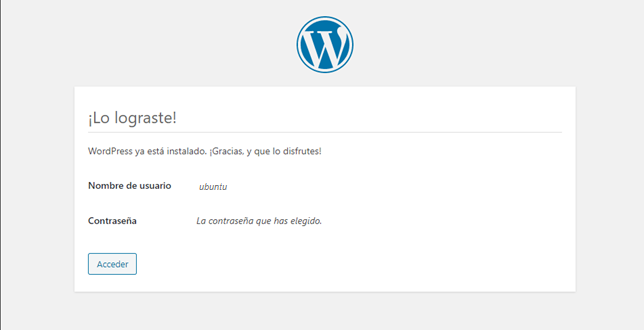 ¡Lo lograste!
WordPress ya está instalado. ¡Gracias, y que lo disfrutes!
Nombre de usuario ubuntu
Contraseña La contraseña que has elegido.
Acceder